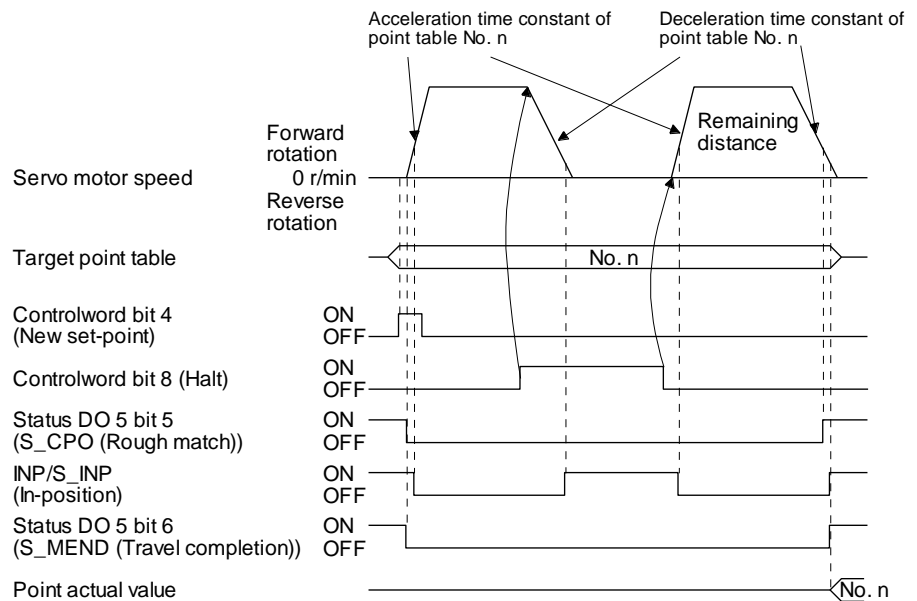 Acceleration time constant of
point table No. n
Deceleration time constant of
point table No. n
Remaining
distance
Forward
rotation
Servo motor speed
0 r/min
Reverse
rotation
Target point table
No. n
Controlword bit 4
(New set-point)
ON
OFF
Controlword bit 8 (Halt)
ON
OFF
Status DO 5 bit 5
(S_CPO (Rough match))
ON
OFF
INP/S_INP
(In-position)
ON
OFF
Status DO 5 bit 6
(S_MEND (Travel completion))
ON
OFF
Point actual value
No. n